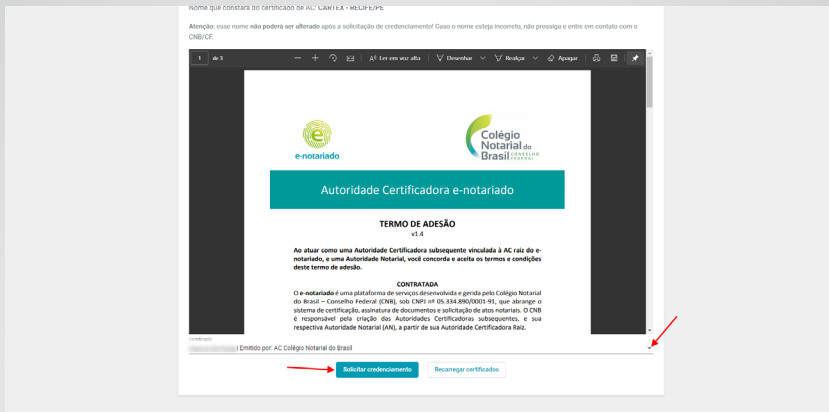 Nome que constará do certificado de AC: CARTEX - RECIFE/PE
Atenção: esse nome não poderá ser alterado após a solicitação de credenciamento! Caso o nome esteja incorreto, não prossiga e entre em contato com o
CNB/CF.
1 de 3 Ler em voz alta Desenhar Realçar Apagar
e-notariado
Colégio
Notarial do
Brasil CONSELHO
FEDERAL
Autoridade Certificadora e-notariado
TERMO DE ADESÃO
v1.4
Ao atuar como uma Autoridade Certificadora subsequente vinculada à AC raiz do e-
notariado, e uma Autoridade Notarial, você concorda e aceita os termos e condições
deste termo de adesão.
CONTRATADA
O e-notariado é uma plataforma de serviços desenvolvida e gerida pelo Colégio Notarial
do Brasil – Conselho Federal (CNB), sob CNPJ nº 05.334.890/0001-91, que abrange o
sistema de certificação, assinatura de documentos e solicitação de atos notariais. O CNB
é responsável pela criação das Autoridades Certificadoras subsequentes, e sua
respectiva Autoridade Notarial (AN), a partir de sua Autoridade Certificadora Raiz.
Certificado
| Emitido por: AC Colégio Notarial do Brasil
Solicitar credenciamento Recarregar certificados